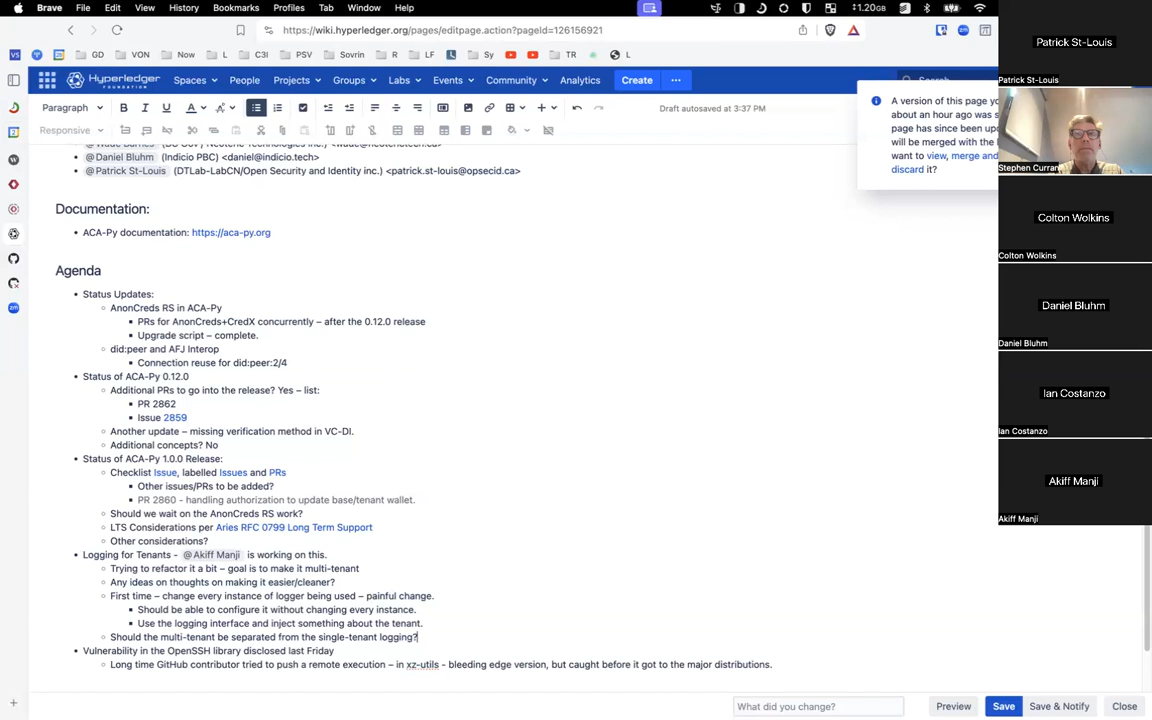 Brave File Edit View History Bookmarks Profiles Tab Window Help
1.20GB
https://wiki.hyperledger.org/pages/editpage.action?pageId=126156921
GD VON Now L C3I PSV Sovrin R LF Sy TR L
HYPERLEDGER FOUNDATION Spaces People Projects Groups Labs Events Community Analytics Create ... Search
Paragraph B I U A Draft autosaved at 3:37 PM
Responsive
A version of this page yo
about an hour ago was s
page has since been upd
will be merged with the
want to view, merge and
discard it?
@Daniel Bluhm (Indicio PBC) <daniel@indicio.tech>
@Patrick St-Louis (DTLab-LabCN/Open Security and Identity inc.) <patrick.st-louis@opsecid.ca>
Documentation:
ACA-Py documentation: https://aca-py.org
Agenda
Status Updates:
AnonCreds RS in ACA-Py
PRs for AnonCreds+CredX concurrently – after the 0.12.0 release
Upgrade script – complete.
did:peer and AFJ Interop
Connection reuse for did:peer:2/4
Status of ACA-Py 0.12.0
Additional PRs to go into the release? Yes – list:
PR 2862
Issue 2859
Another update – missing verification method in VC-DI.
Additional concepts? No
Status of ACA-Py 1.0.0 Release:
Checklist Issue, labelled Issues and PRs
Other issues/PRs to be added?
PR 2860 - handling authorization to update base/tenant wallet.
Should we wait on the AnonCreds RS work?
LTS Considerations per Aries RFC 0799 Long Term Support
Other considerations?
Logging for Tenants - @Akiff Manji is working on this.
Trying to refactor it a bit – goal is to make it multi-tenant
Any ideas on thoughts on making it easier/cleaner?
First time – change every instance of logger being used – painful change.
Should be able to configure it without changing every instance.
Use the logging interface and inject something about the tenant.
Should the multi-tenant be separated from the single-tenant logging?
Vulnerability in the OpenSSH library disclosed last Friday
Long time GitHub contributor tried to push a remote execution – in xz-utils - bleeding edge version, but caught before it got to the major distributions.
What did you change? Preview Save Save & Notify Close
Patrick St-Louis
Patrick St-Louis
Stephen Curran
Colton Wolkins
Colton Wolkins
Daniel Bluhm
Daniel Bluhm
Ian Costanzo
Ian Costanzo
Akiff Manji
Akiff Manji